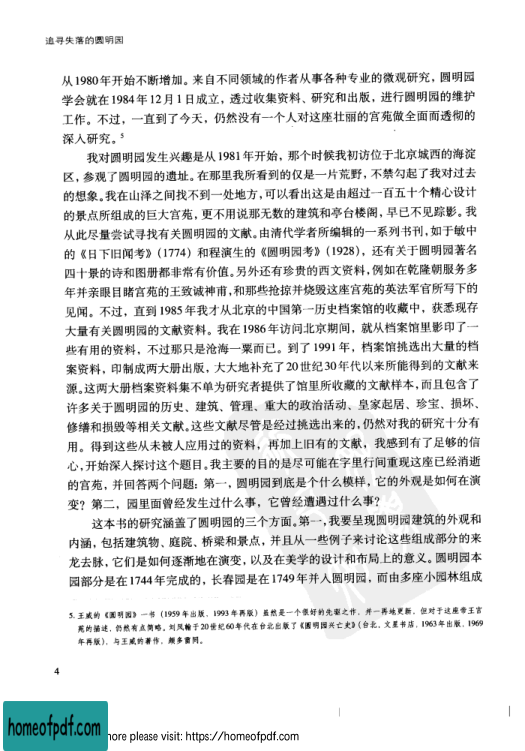 追寻失落的圆明园
从1980年开始不断增加。来自不同领域的作者从事各种专业的微观研究，圆明园
学会就在1984年12月1日成立，透过收集资料、研究和出版，进行圆明园的维护
工作。不过，一直到了今天，仍然没有一个人对这座壮丽的宫苑做全面而透彻的
深入研究。5
我对圆明园发生兴趣是从1981年开始，那个时候我初访位于北京城西的海淀
区，参观了圆明园的遗址。在那里我所看到的仅是一片荒野，不禁勾起了我对过去
的想象。我在山泽之间找不到一处地方，可以看出这是由超过一百五十个精心设计
的景点所组成的巨大宫苑，更不用说那无数的建筑和亭台楼阁，早已不见踪影。我
从此尽量尝试寻找有关圆明园的文献。由清代学者所编辑的一系列书刊，如于敏中
的《日下旧闻考》（1774）和程演生的《圆明园考》（1928），还有关于圆明园著名
四十景的诗和图册都非常有价值。另外还有珍贵的西文资料，例如在乾隆朝服务多
年并亲眼目睹宫苑的王致诚神甫，和那些抢掠并烧毁这座宫苑的英法军官所写下的
见闻。不过，直到1985年我才从北京的中国第一历史档案馆的收藏中，获悉现存
大量有关圆明园的文献资料。我在1986年访问北京期间，就从档案馆里影印了一
些有用的资料，不过那只是沧海一粟而已。到了1991年，档案馆挑选出大量的档
案资料，印制成两大册出版，大大地补充了20世纪30年代以来所能得到的文献来
源。这两大册档案资料集不单为研究者提供了馆里所收藏的文献样本，而且包含了
许多关于圆明园的历史、建筑、管理、重大的政治活动、皇家起居、珍宝、损坏、
修缮和损毁等相关文献。这些文献尽管是经过挑选出来的，仍然对我的研究十分有
用。得到这些从未被人应用过的资料，再加上旧有的文献，我感到有了足够的信
心，开始深入探讨这个题目。我主要的目的是尽可能在字里行间重现这座已经消逝
的宫苑，并回答两个问题：第一，圆明园到底是个什么模样，它的外观是如何在演
变？第二，园里面曾经发生过什么事，它曾经遭遇过什么事？
这本书的研究涵盖了圆明园的三个方面。第一，我要呈现圆明园建筑的外观和
内涵，包括建筑物、庭院、桥梁和景点，并且从一些例子来讨论这些组成部分的来
龙去脉，它们是如何逐渐地在演变，以及在美学的设计和布局上的意义。圆明园本
园部分是在1744年完成的，长春园是在1749年并入圆明园，而由多座小园林组成
5. 王威的《圆明园》一书（1959年出版、1993年再版）虽然是一个很好的先驱之作，并一再地更新，但对于这座帝王宫
苑的描述，仍然有点简略。刘凤翰于20世纪60年代在台北出版了《圆明园兴亡史》（台北，文星书店，1963年出版，1969
年再版），与王威的著作，颇多雷同。
4
homeofpdf.com
ore please visit: https://homeofpdf.com